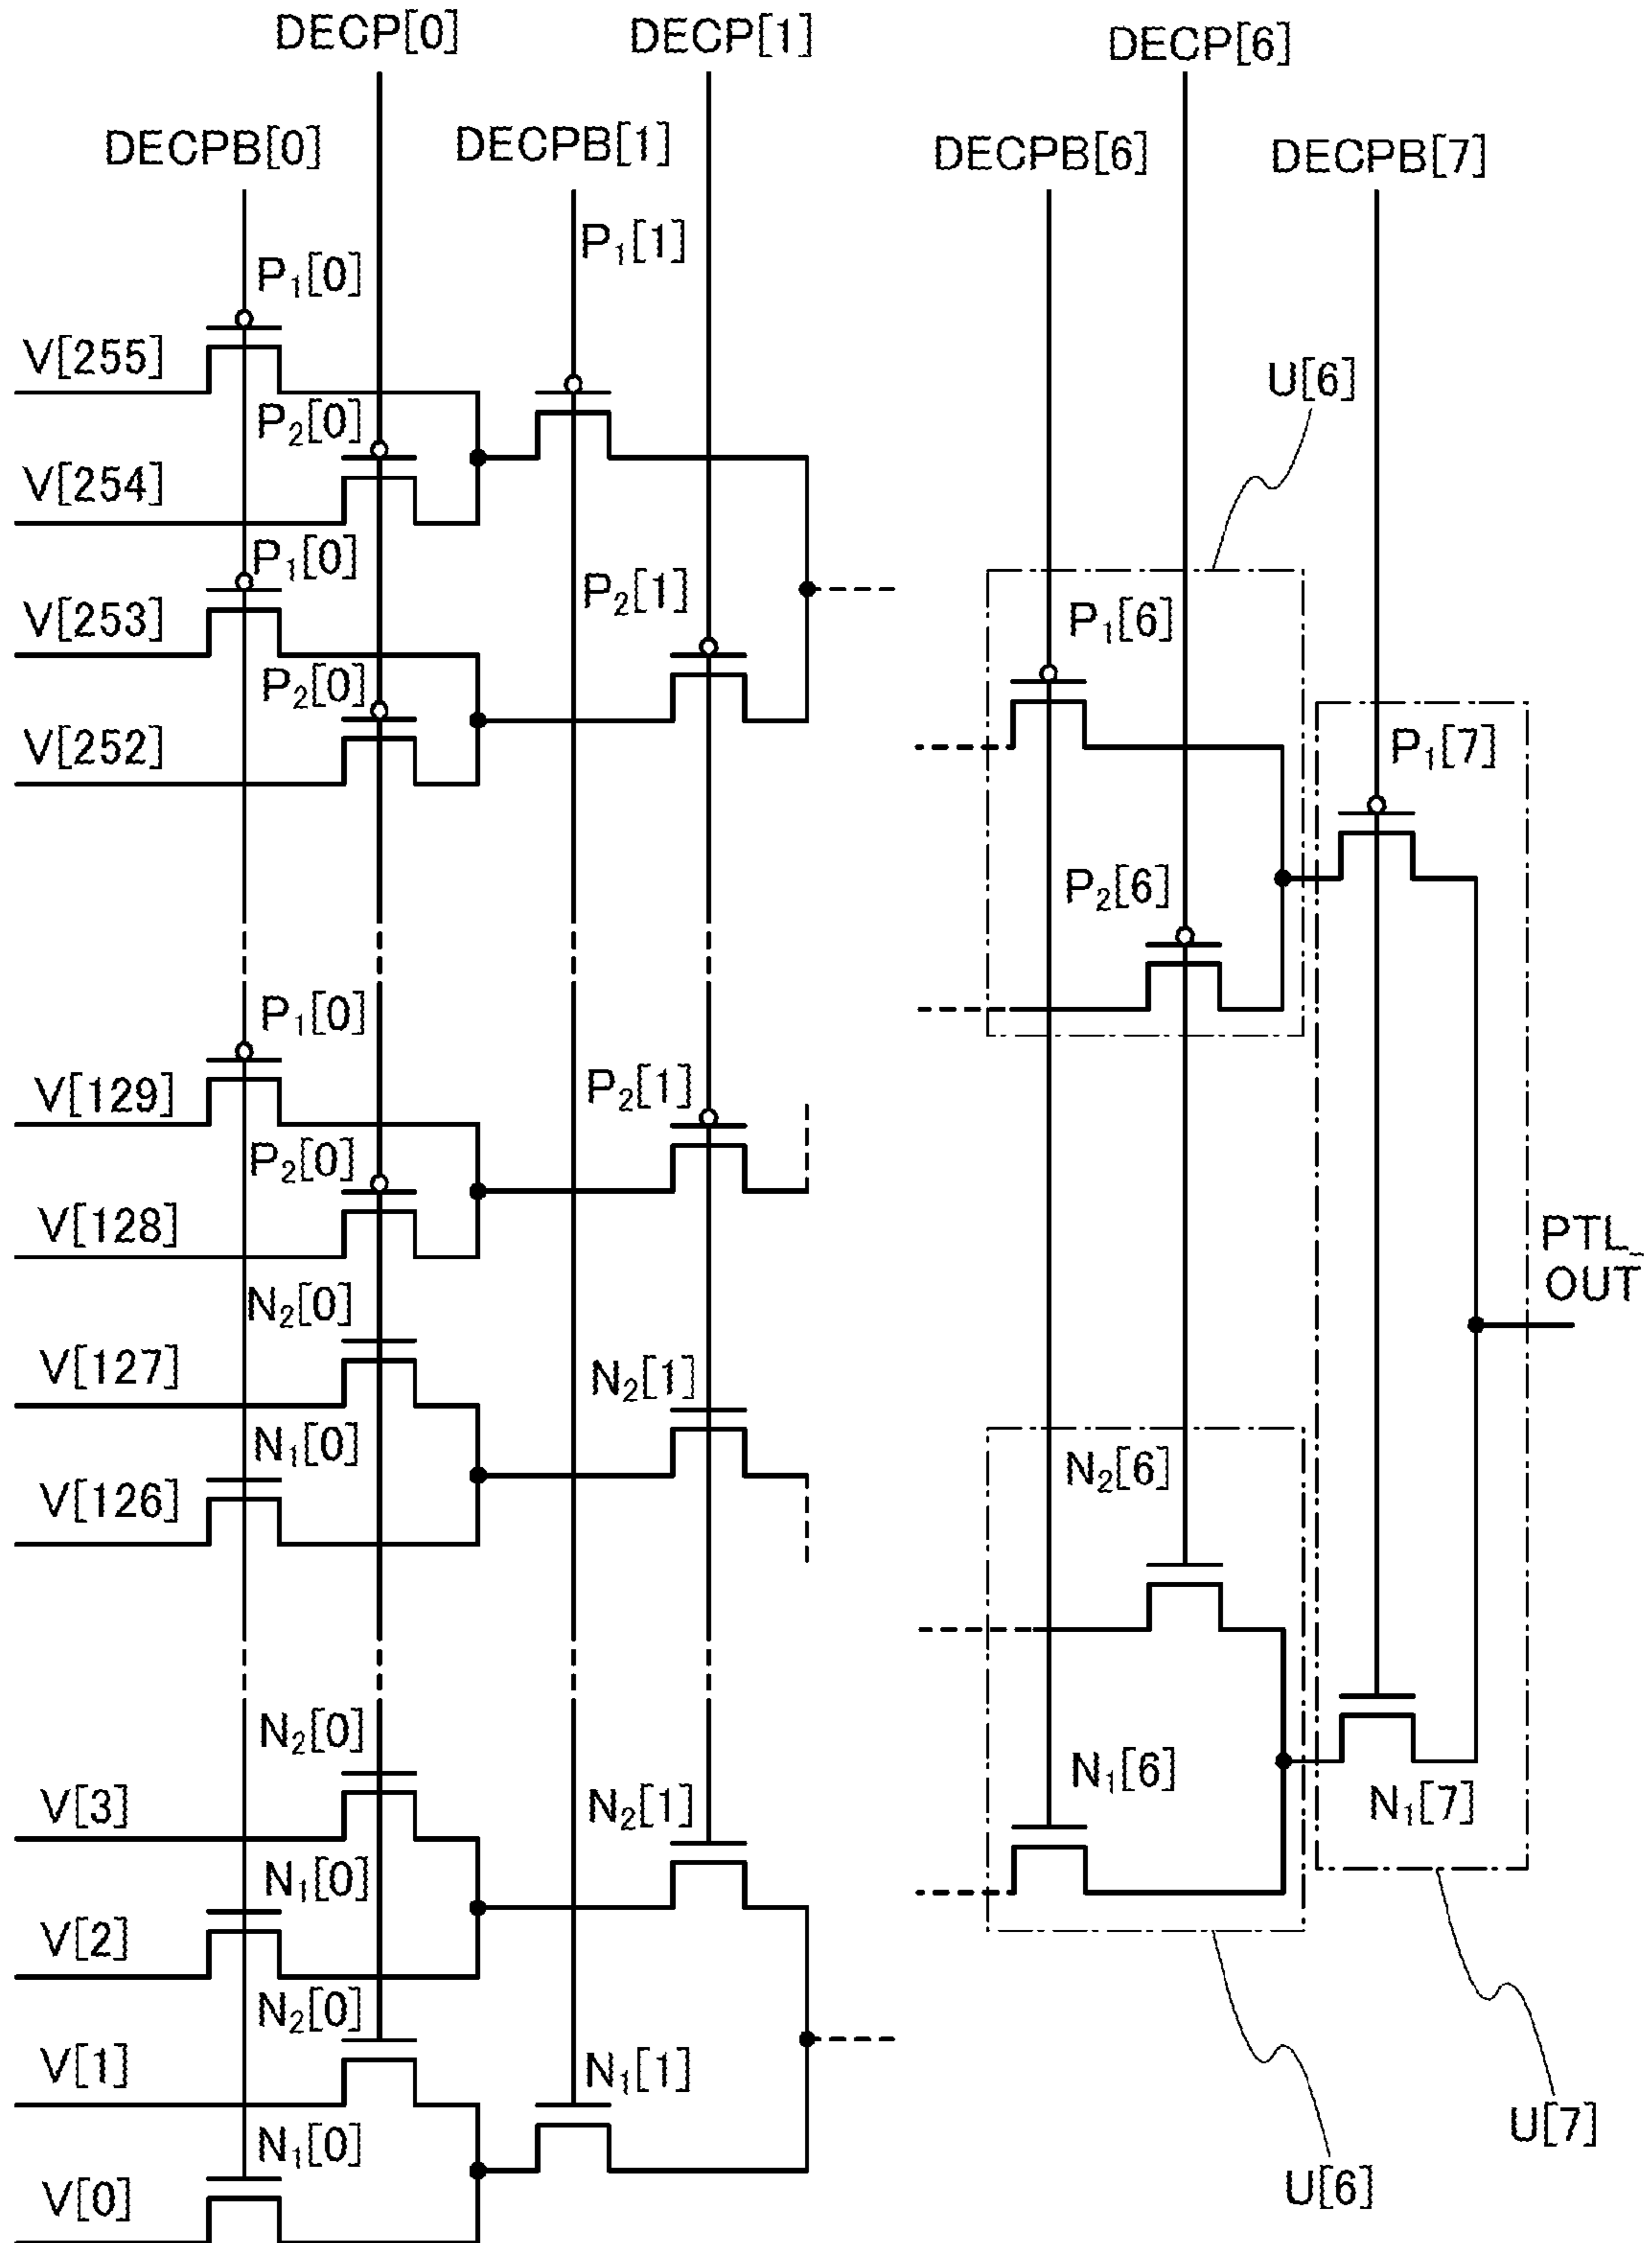 DECP[0]
DECP[1]
DECP[6]
DECPB[0]
DECPB[1]
DECPB[6]
DECPB[7]
P₁[1]
P₁[0]
V[255]
U[6]
P₂[0]
V[254]
P₁[0]
P₂[1]
V[253]
P₁[6]
P₂[0]
V[252]
P₁[7]
P₂[6]
P₁[0]
V[129]
P₂[1]
P₂[0]
V[128]
PTL_
OUT
N₂[0]
V[127]
N₂[1]
N₁[0]
V[126]
N₂[6]
N₂[0]
V[3]
N₂[1]
N₁[6]
N₁[7]
N₁[0]
V[2]
N₂[0]
V[1]
N₁[1]
N₁[0]
V[0]
U[7]
U[6]